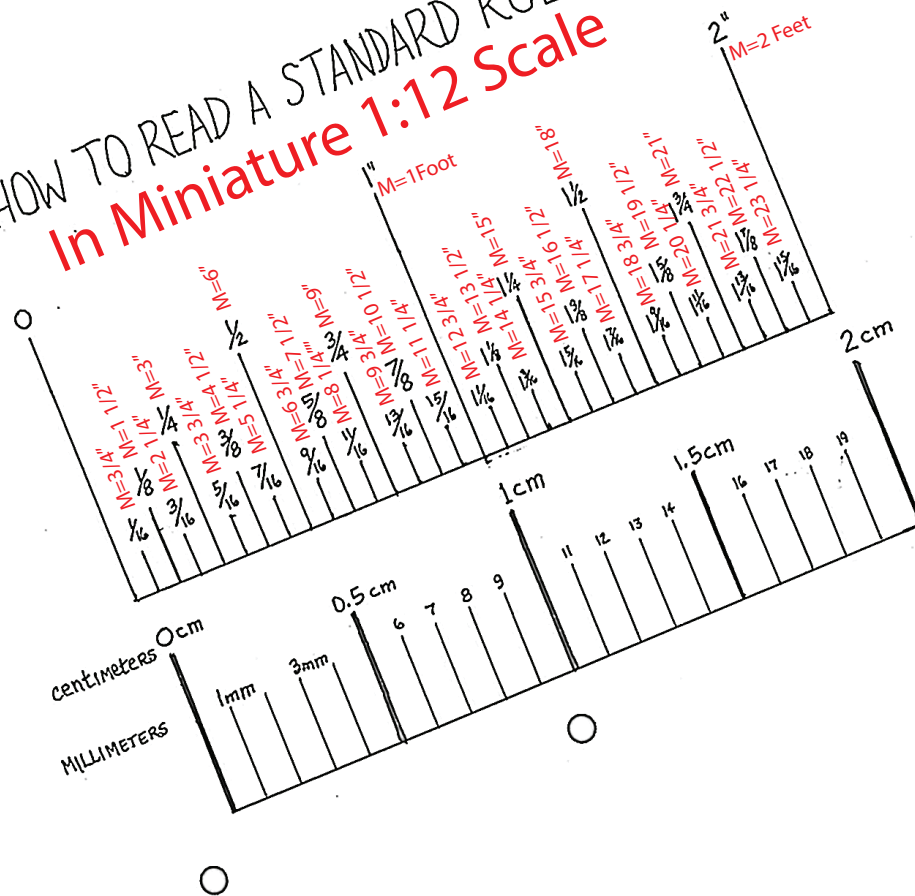 HOW TO READ A STANDARD
In Miniature 1:12 Scale
0
1/16 M=3/4"
1/8 M=1 1/2"
3/16 M=2 1/4"
1/4 M=3"
5/16 M=3 3/4"
3/8 M=4 1/2"
7/16 M=5 1/4"
1/2 M=6"
9/16 M=6 3/4"
5/8 M=7 1/2"
11/16 M=8 1/4""
3/4 M=9"
13/16 M=9 3/4"
7/8 M=10 1/2"
15/16 M=11 1/4"
1" M=1Foot
1 1/16 M=12 3/4"
1 1/8 M=13 1/2"
1 3/16 M=14 1/4"
1 1/4 M=15"
1 5/16 M=15 3/4"
1 3/8 M=16 1/2"
1 7/16 M=17 1/4"
1 1/2 M=18"
1 9/16 M=18 3/4"
1 5/8 M=19 1/2"
1 11/16 M=20 1/4"
1 3/4 M=21"
1 13/16 M=21 3/4"
1 7/8 M=22 1/2"
1 15/16 M=23 1/4"
2" M=2 Feet
CENTIMETERS
0cm
0.5cm
1cm
1.5cm
2cm
MILLIMETERS
1mm
3mm
6
7
8
9
11
12
13
14
16
17
18
19